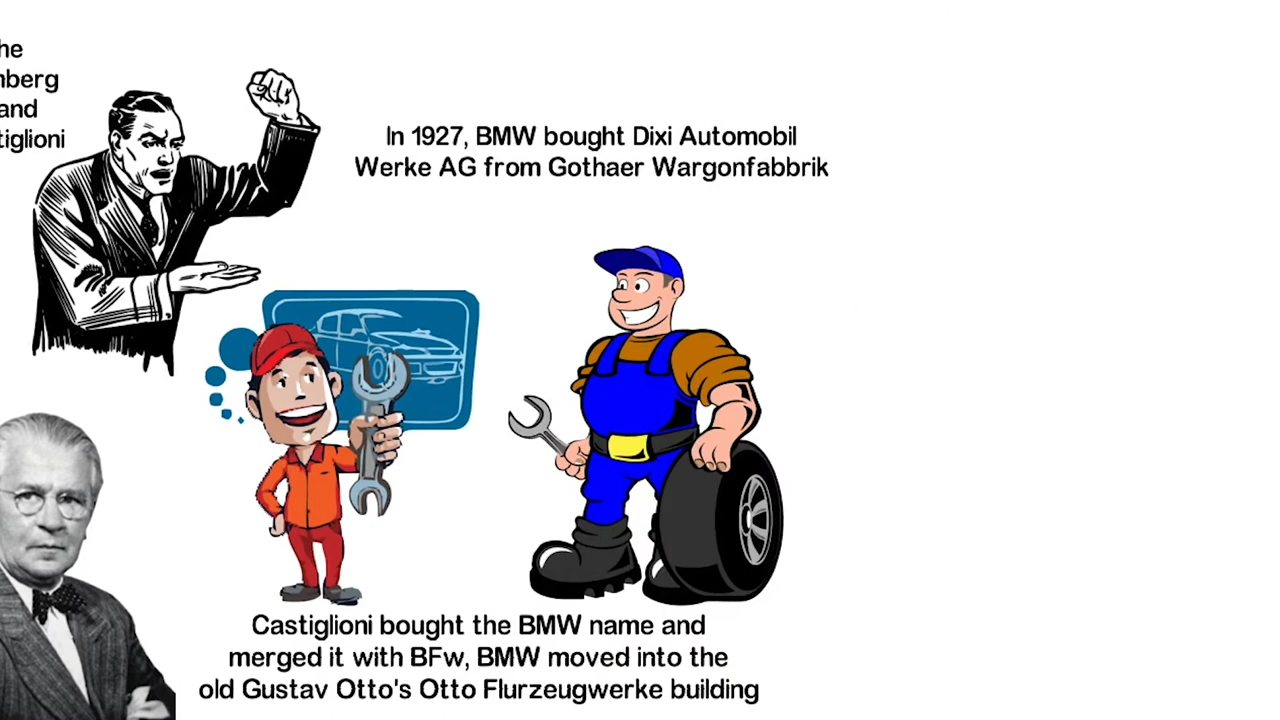 he
nberg
and
tiglioni
In 1927, BMW bought Dixi Automobil
Werke AG from Gothaer Wargonfabbrik
Castiglioni bought the BMW name and
merged it with BFw, BMW moved into the
old Gustav Otto's Otto Flurzeugwerke building